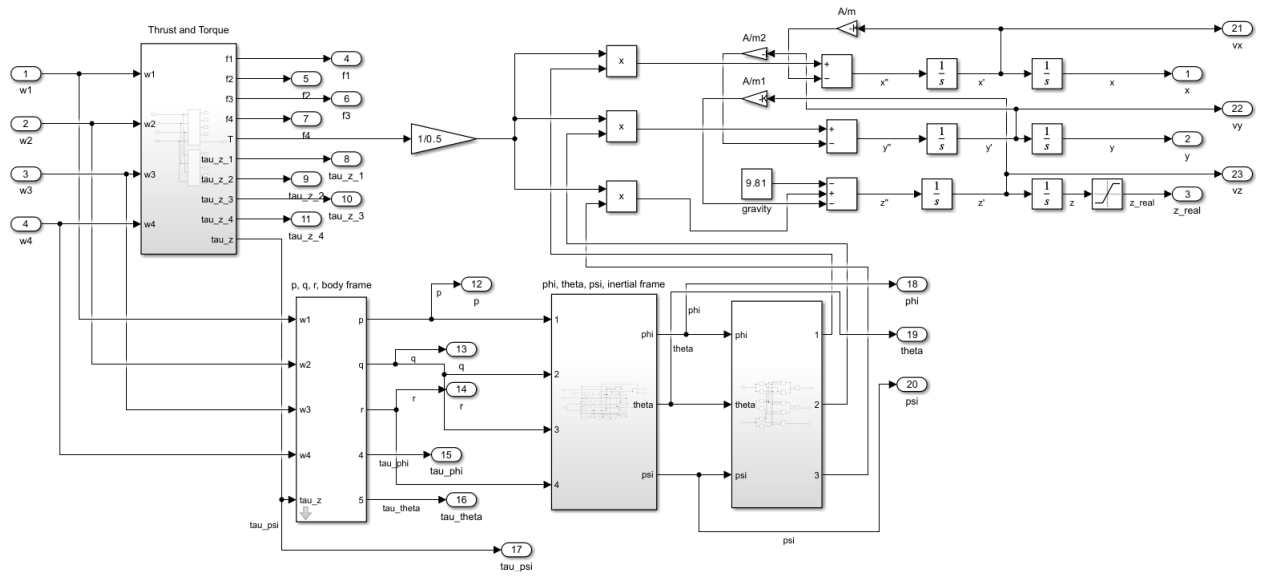 Thrust and Torque
1
w1
2
w2
3
w3
4
w4
w1
w2
w3
w4
f1
f2
f3
f4
T
tau_z_1
tau_z_2
tau_z_3
tau_z_4
tau_z
4
f1
5
f2
6
f3
7
f4
8
tau_z_1
9
10
tau_z_3
11
tau_z_4
1/0.5
x
x
x
A/m
A/m2
A/m1
-K
-
-K
+
−
x''
1
s
x'
1
s
x
21
vx
1
x
+
−
y''
1
s
y'
1
s
y
22
vy
2
y
9.81
gravity
−
+
−
z''
1
s
z'
1
s
z
z_real
23
vz
3
z_real
p, q, r, body frame
w1
w2
w3
w4
tau_z
p
q
r
4
5
p
12
p
q
13
q
r
14
r
tau_phi
15
tau_phi
tau_theta
16
tau_theta
tau_psi
17
tau_psi
phi, theta, psi, inertial frame
1
2
3
4
phi
theta
psi
phi
theta
psi
phi
theta
psi
1
2
3
18
phi
19
theta
20
psi